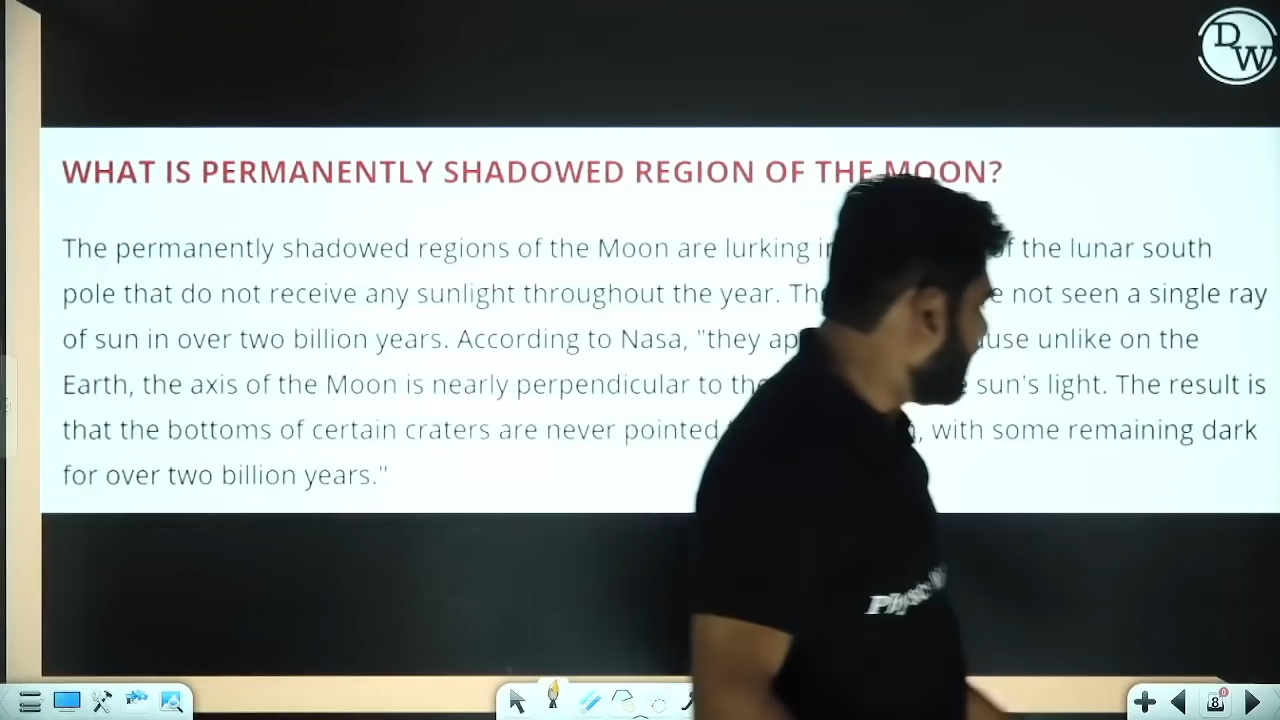 DW
WHAT IS PERMANENTLY SHADOWED REGION OF THE MOON?
The permanently shadowed regions of the Moon are lurking of the lunar south
pole that do not receive any sunlight throughout the year. not seen a single ray
of sun in over two billion years. According to Nasa, "they unlike on the
Earth, the axis of the Moon is nearly perpendicular to sun's light. The result is
that the bottoms of certain craters are never pointed , with some remaining dark
for over two billion years."
8